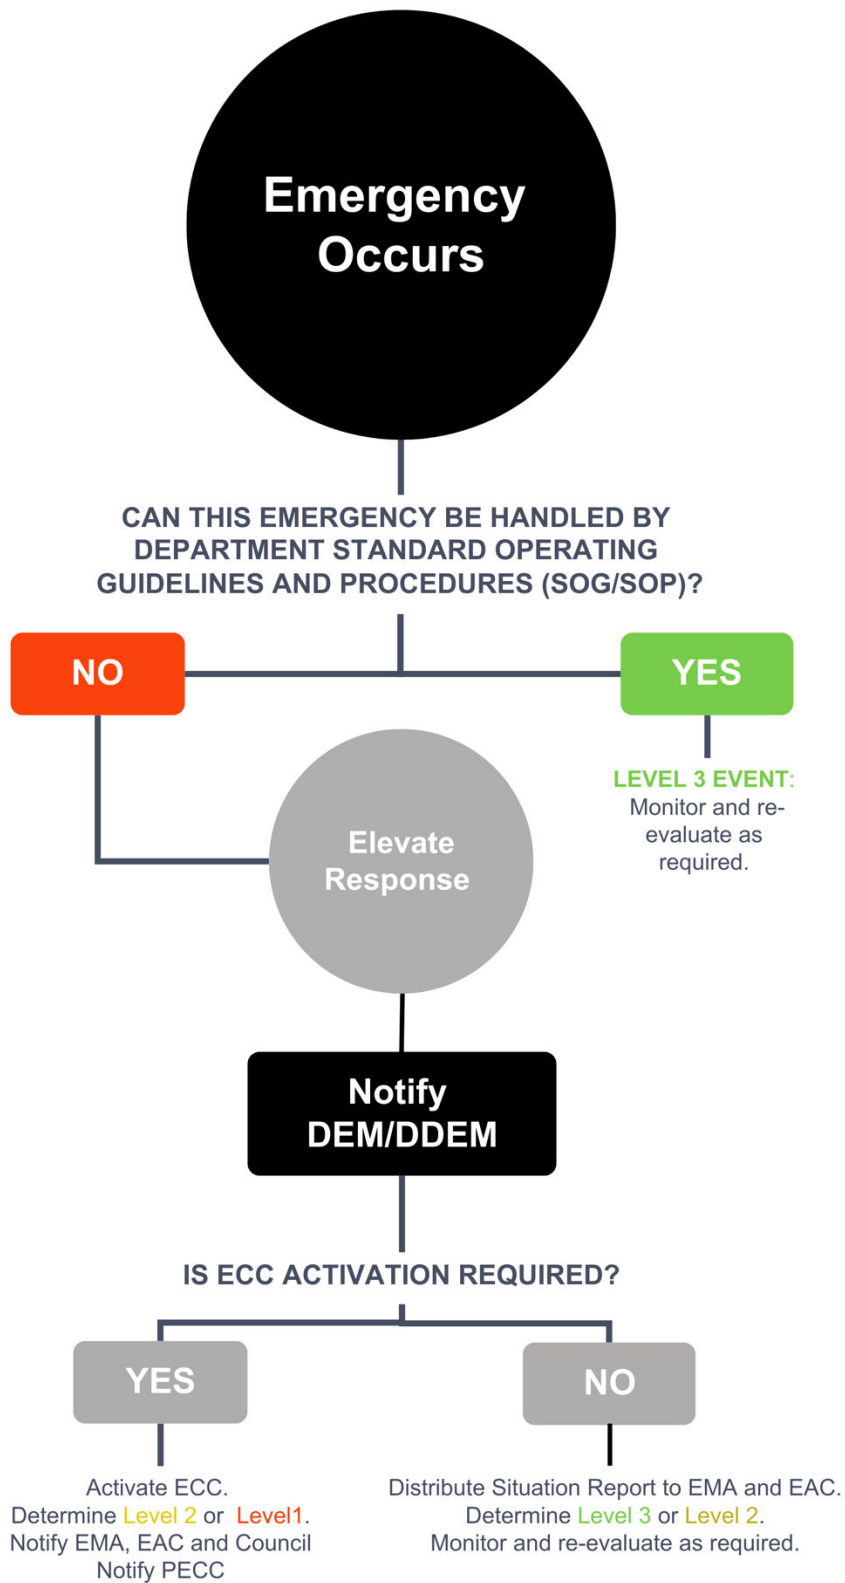 Emergency
Occurs
CAN THIS EMERGENCY BE HANDLED BY
DEPARTMENT STANDARD OPERATING
GUIDELINES AND PROCEDURES (SOG/SOP)?
NO
YES
LEVEL 3 EVENT:
Monitor and re-
evaluate as
required.
Elevate
Response
Notify
DEM/DDEM
IS ECC ACTIVATION REQUIRED?
YES
NO
Activate ECC.
Determine Level 2 or Level1.
Notify EMA, EAC and Council
Notify PECC
Distribute Situation Report to EMA and EAC.
Determine Level 3 or Level 2.
Monitor and re-evaluate as required.